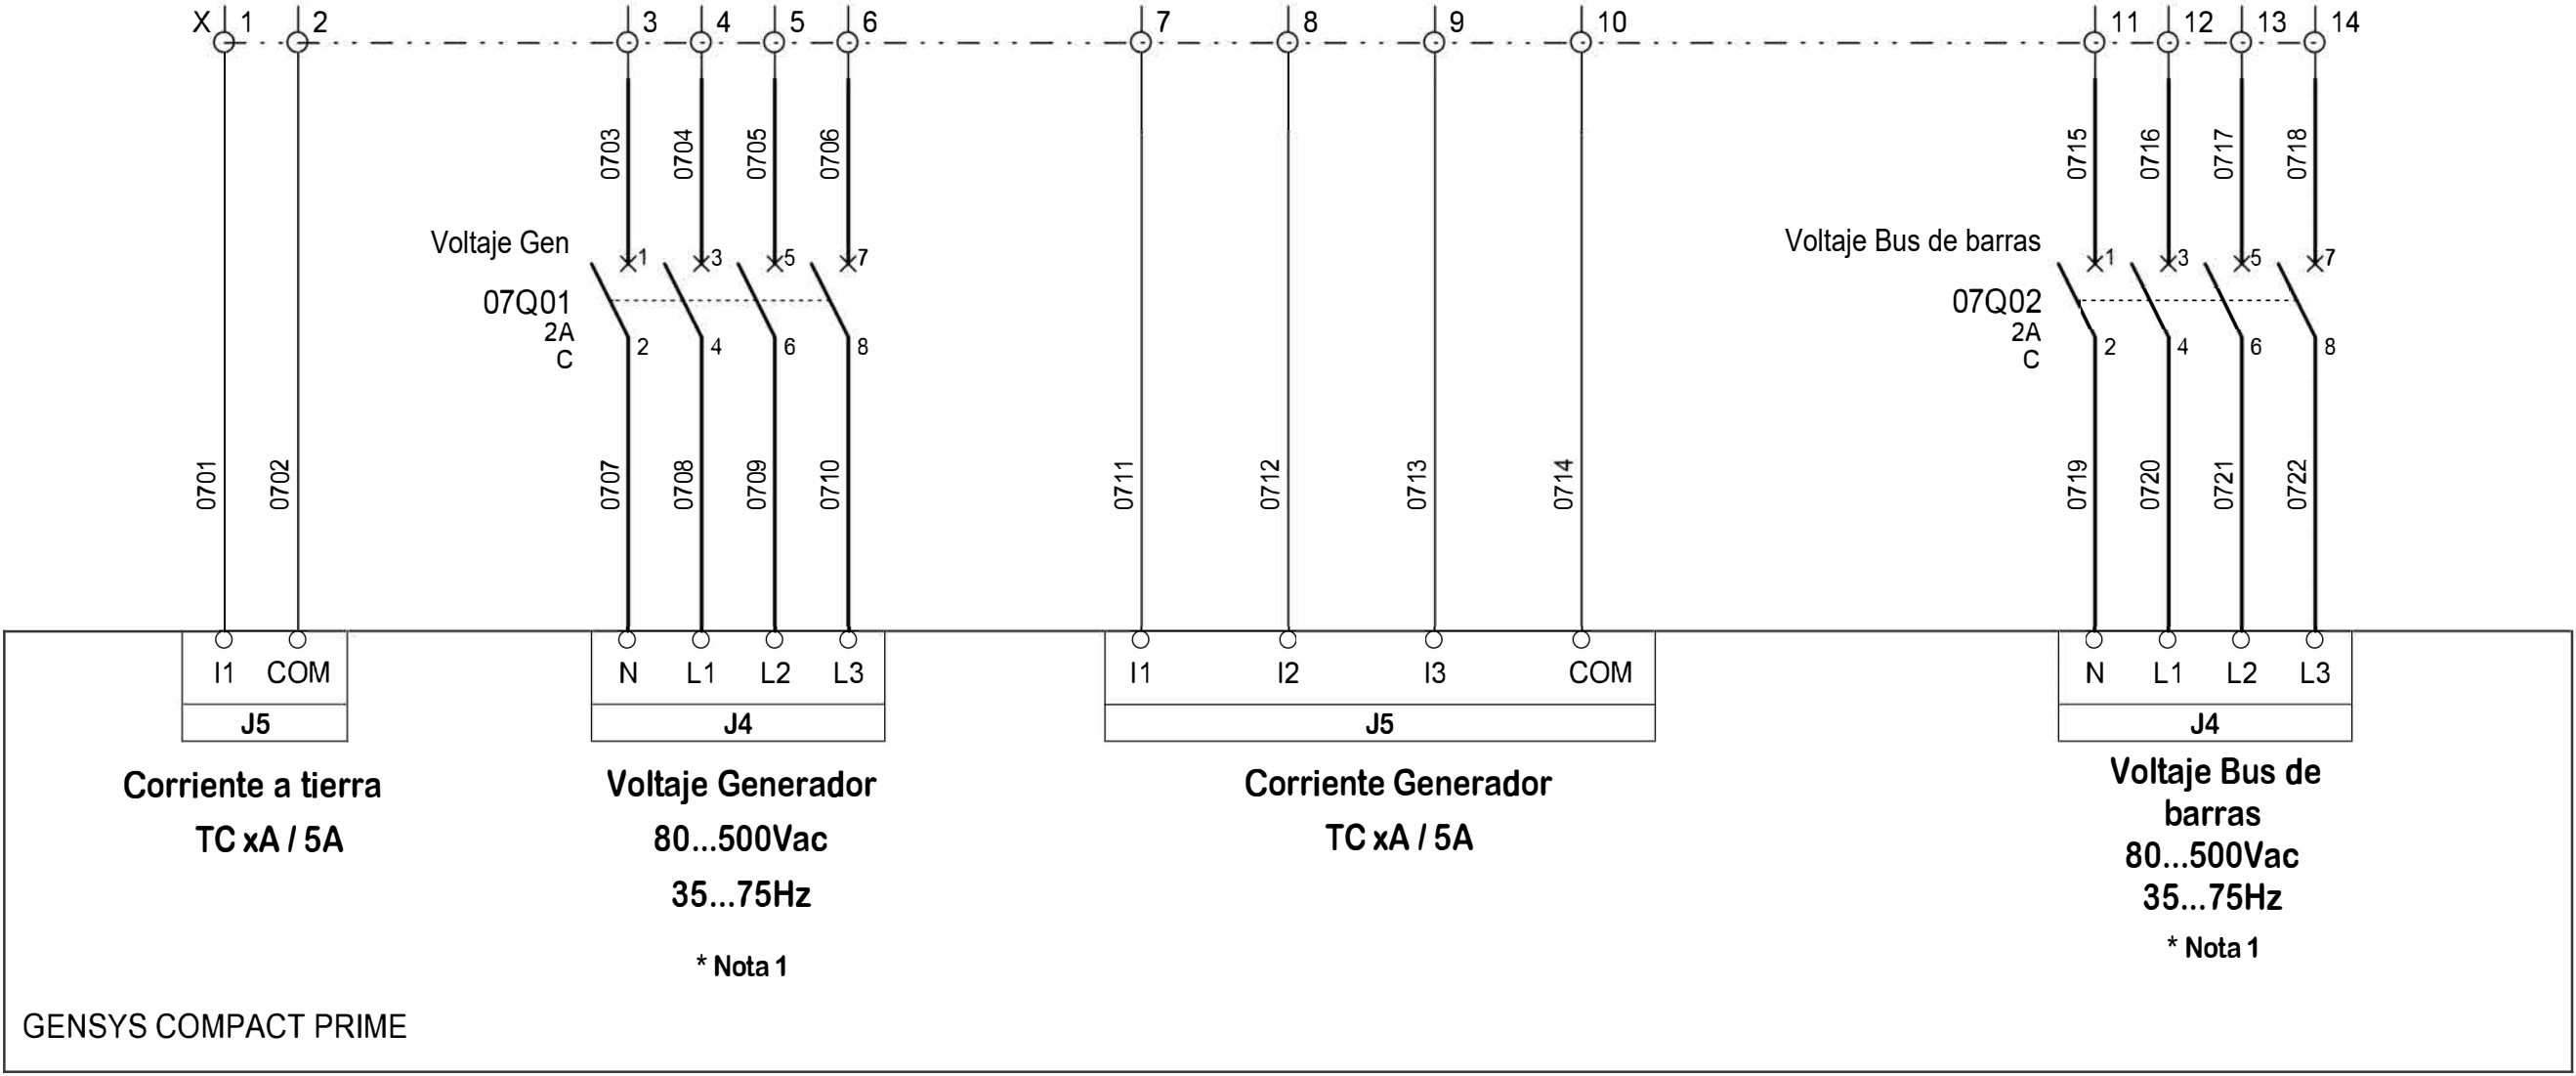 X 1 2 3 4 5 6 7 8 9 10 11 12 13 14
0703 0704 0705 0706
0715 0716 0717 0718
Voltaje Gen
1 3 5 7
07Q01
2A
C
2 4 6 8
Voltaje Bus de barras
1 3 5 7
07Q02
2A
C
2 4 6 8
0701 0702 0707 0708 0709 0710 0711 0712 0713 0714 0719 0720 0721 0722
I1 COM
J5
Corriente a tierra
TC xA / 5A
N L1 L2 L3
J4
Voltaje Generador
80...500Vac
35...75Hz
* Nota 1
I1 I2 I3 COM
J5
Corriente Generador
TC xA / 5A
N L1 L2 L3
J4
Voltaje Bus de
barras
80...500Vac
35...75Hz
* Nota 1
GENSYS COMPACT PRIME